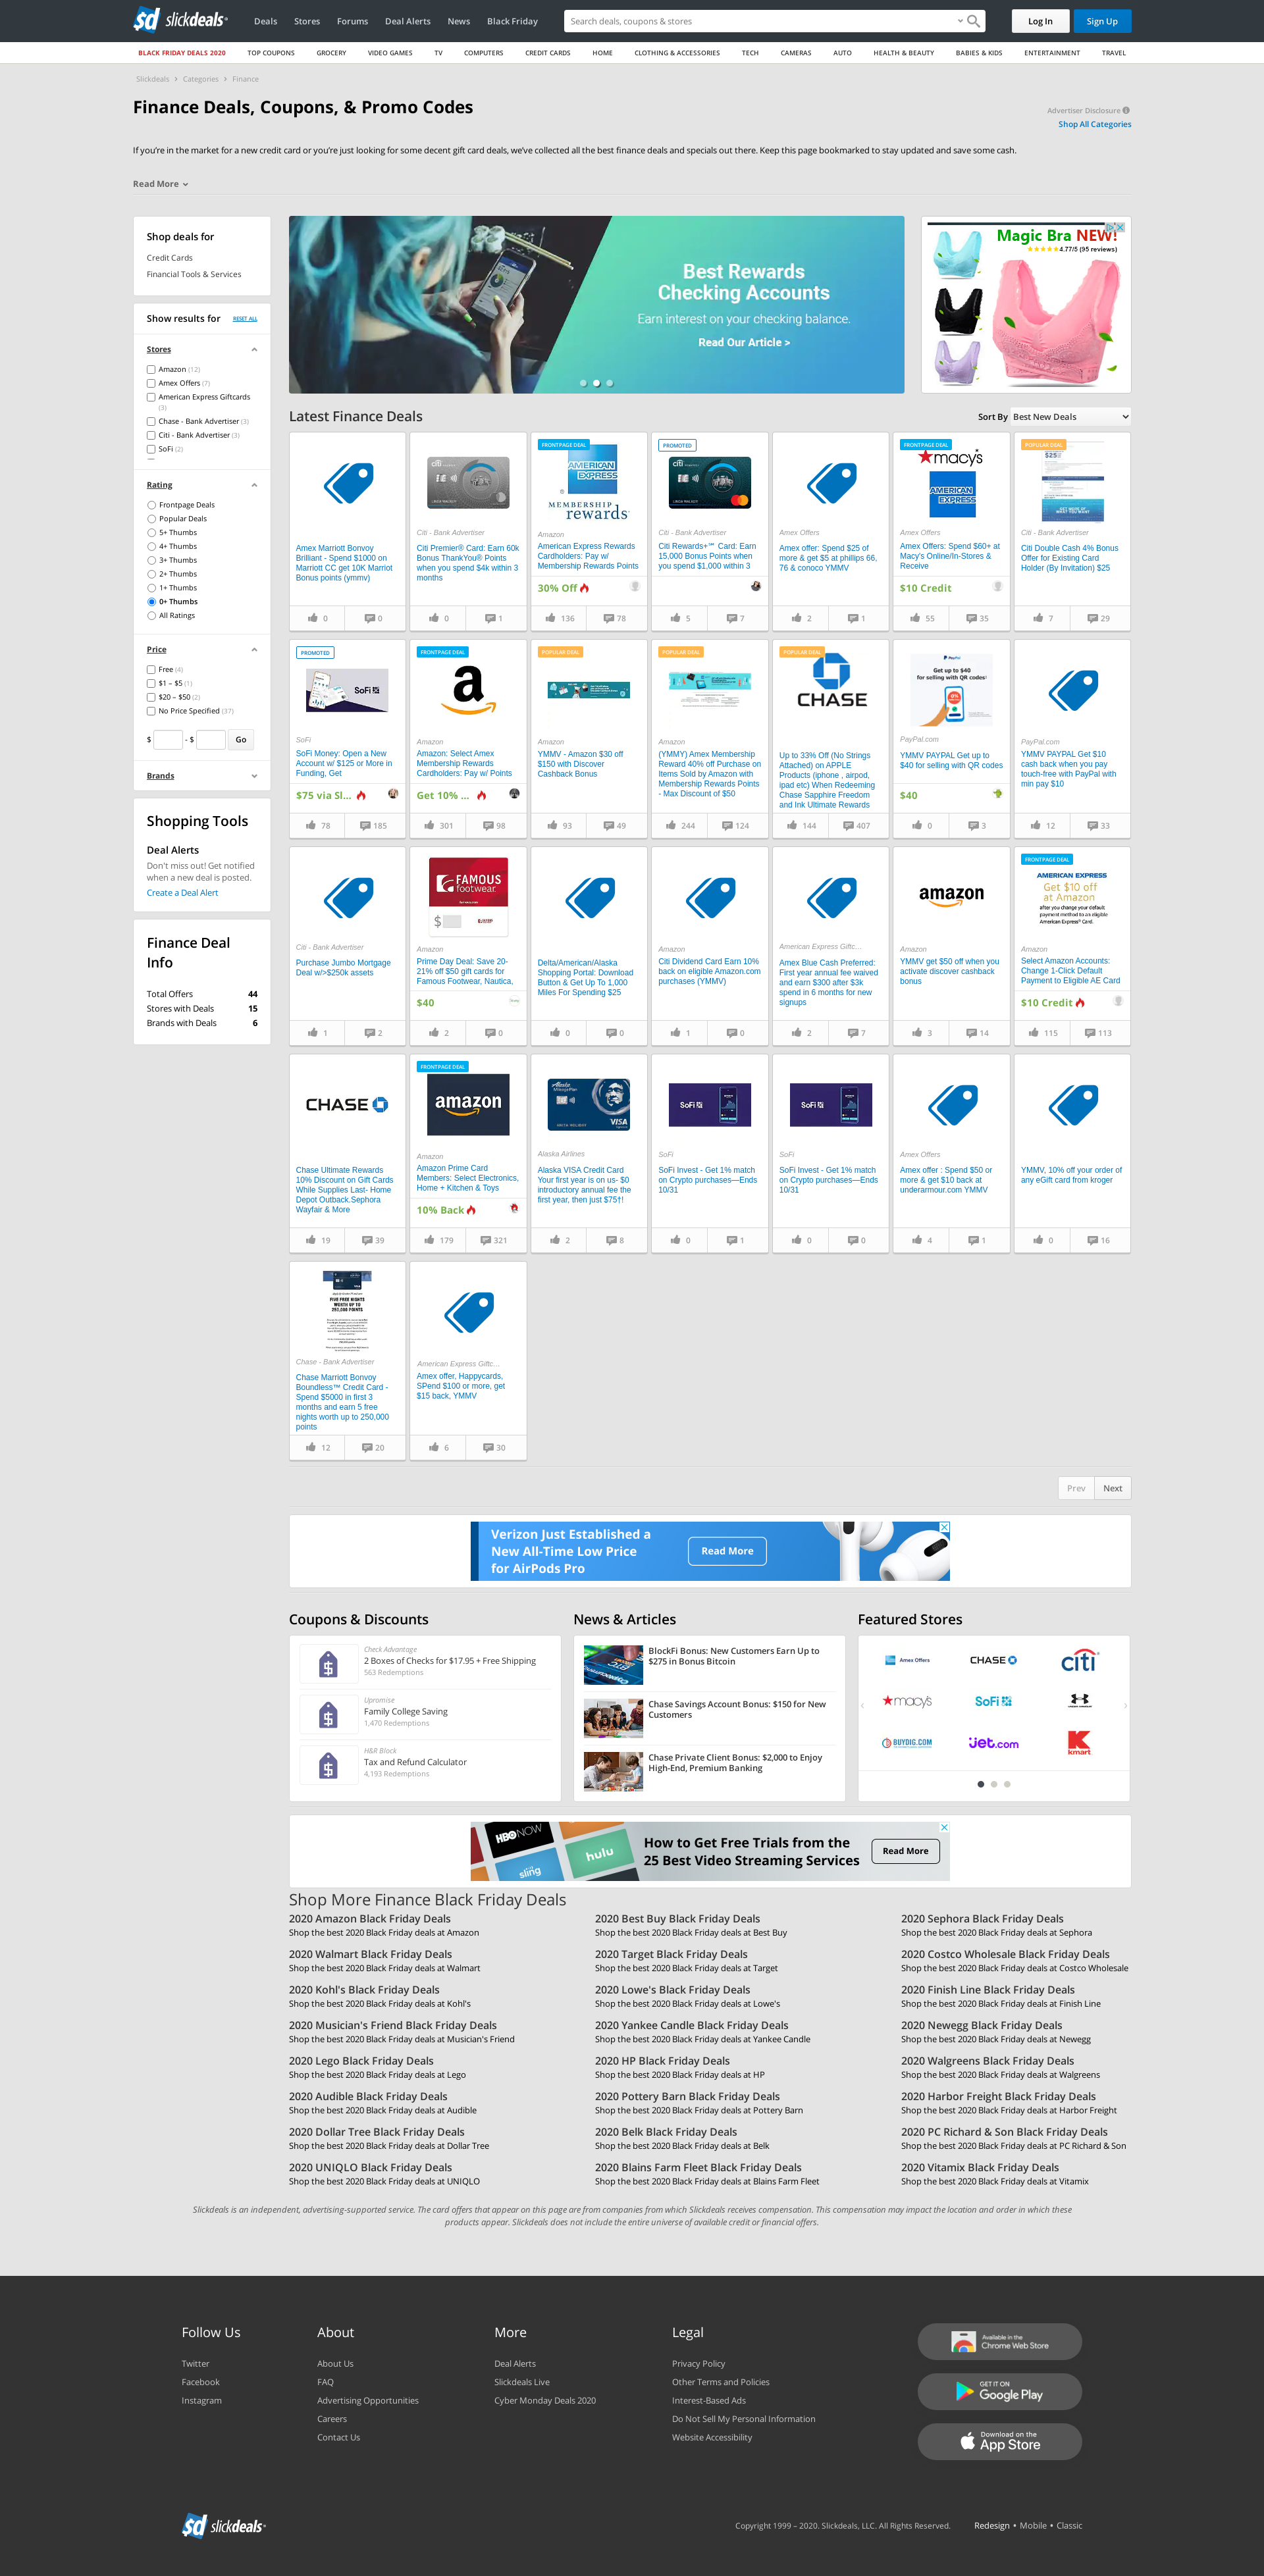 slickdeals
Deals
Stores
Forums
Deal Alerts
News
Black Friday
Search deals, coupons & stores
Log In
Sign Up
BLACK FRIDAY DEALS 2020
TOP COUPONS
GROCERY
VIDEO GAMES
TV
COMPUTERS
CREDIT CARDS
HOME
CLOTHING & ACCESSORIES
TECH
CAMERAS
AUTO
HEALTH & BEAUTY
BABIES & KIDS
ENTERTAINMENT
TRAVEL
Slickdeals > Categories > Finance
Finance Deals, Coupons, & Promo Codes
Advertiser Disclosure
Shop All Categories
If you're in the market for a new credit card or you're just looking for some decent gift card deals, we've collected all the best finance deals and specials out there. Keep this page bookmarked to stay updated and save some cash.
Read More
Shop deals for
Credit Cards
Financial Tools & Services
Show results for
RESET ALL
Stores
Amazon (12)
Amex Offers (7)
American Express Giftcards
(3)
Chase - Bank Advertiser (3)
Citi - Bank Advertiser (3)
SoFi (2)
Rating
Frontpage Deals
Popular Deals
5+ Thumbs
4+ Thumbs
3+ Thumbs
2+ Thumbs
1+ Thumbs
0+ Thumbs
All Ratings
Price
Free (4)
$1 – $5 (1)
$20 – $50 (2)
No Price Specified (37)
$ - $ Go
Brands
Shopping Tools
Deal Alerts
Don't miss out! Get notified
when a new deal is posted.
Create a Deal Alert
Finance Deal
Info
Total Offers 44
Stores with Deals 15
Brands with Deals 6
Best Rewards
Checking Accounts
Earn interest on your checking balance.
Read Our Article >
Magic Bra NEW!
4.77/5 (95 reviews)
Latest Finance Deals
Sort By Best New Deals
Amex Marriott Bonvoy
Brilliant - Spend $1000 on
Marriott CC get 10K Marriot
Bonus points (ymmv)
0 0
Citi - Bank Advertiser
Citi Premier® Card: Earn 60k
Bonus ThankYou® Points
when you spend $4k within 3
months
0 1
FRONTPAGE DEAL
AMERICAN EXPRESS
MEMBERSHIP rewards
Amazon
American Express Rewards
Cardholders: Pay w/
Membership Rewards Points
30% Off
136 78
PROMOTED
citi
Citi - Bank Advertiser
Citi Rewards+℠ Card: Earn
15,000 Bonus Points when
you spend $1,000 within 3
5 7
Amex Offers
Amex offer: Spend $25 of
more & get $5 at phillips 66,
76 & conoco YMMV
2 1
FRONTPAGE DEAL
macy's
AMERICAN EXPRESS
Amex Offers
Amex Offers: Spend $60+ at
Macy's Online/In-Stores &
Receive
$10 Credit
55 35
POPULAR DEAL
Citi - Bank Advertiser
Citi Double Cash 4% Bonus
Offer for Existing Card
Holder (By Invitation) $25
7 29
PROMOTED
SoFi
SoFi
SoFi Money: Open a New
Account w/ $125 or More in
Funding, Get
$75 via Sl...
78 185
FRONTPAGE DEAL
Amazon
Amazon: Select Amex
Membership Rewards
Cardholders: Pay w/ Points
Get 10% ...
301 98
POPULAR DEAL
Amazon
YMMV - Amazon $30 off
$150 with Discover
Cashback Bonus
93 49
POPULAR DEAL
Amazon
(YMMY) Amex Membership
Reward 40% off Purchase on
Items Sold by Amazon with
Membership Rewards Points
- Max Discount of $50
244 124
POPULAR DEAL
CHASE
Up to 33% Off (No Strings
Attached) on APPLE
Products (iphone , airpod,
ipad etc) When Redeeming
Chase Sapphire Freedom
and Ink Ultimate Rewards
144 407
PayPal
Get up to $40
for selling with QR codes
PayPal.com
YMMV PAYPAL Get up to
$40 for selling with QR codes
$40
0 3
PayPal.com
YMMV PAYPAL Get $10
cash back when you pay
touch-free with PayPal with
min pay $10
12 33
Citi - Bank Advertiser
Purchase Jumbo Mortgage
Deal w/>$250k assets
1 2
FAMOUS
footwear
Amazon
Prime Day Deal: Save 20-
21% off $50 gift cards for
Famous Footwear, Nautica,
$40
2 0
Delta/American/Alaska
Shopping Portal: Download
Button & Get Up To 1,000
Miles For Spending $25
0 0
Amazon
Citi Dividend Card Earn 10%
back on eligible Amazon.com
purchases (YMMV)
1 0
American Express Giftc...
Amex Blue Cash Preferred:
First year annual fee waived
and earn $300 after $3k
spend in 6 months for new
signups
2 7
amazon
Amazon
YMMV get $50 off when you
activate discover cashback
bonus
3 14
FRONTPAGE DEAL
AMERICAN EXPRESS
Get $10 off
at Amazon
after you change your default
payment method to an eligible
American Express® Card.
Amazon
Select Amazon Accounts:
Change 1-Click Default
Payment to Eligible AE Card
$10 Credit
115 113
CHASE
Chase Ultimate Rewards
10% Discount on Gift Cards
While Supplies Last- Home
Depot Outback.Sephora
Wayfair & More
19 39
FRONTPAGE DEAL
amazon
Amazon
Amazon Prime Card
Members: Select Electronics,
Home + Kitchen & Toys
10% Back
179 321
Alaska
VISA
Alaska Airlines
Alaska VISA Credit Card
Your first year is on us- $0
introductory annual fee the
first year, then just $75†!
2 8
SoFi
SoFi
SoFi Invest - Get 1% match
on Crypto purchases—Ends
10/31
0 1
SoFi
SoFi
SoFi Invest - Get 1% match
on Crypto purchases—Ends
10/31
0 0
Amex Offers
Amex offer : Spend $50 or
more & get $10 back at
underarmour.com YMMV
4 1
YMMV, 10% off your order of
any eGift card from kroger
0 16
FIVE FREE NIGHTS
WORTH UP TO
250,000 POINTS
Chase - Bank Advertiser
Chase Marriott Bonvoy
Boundless™ Credit Card -
Spend $5000 in first 3
months and earn 5 free
nights worth up to 250,000
points
12 20
American Express Giftc...
Amex offer, Happycards,
SPend $100 or more, get
$15 back, YMMV
6 30
Prev Next
Verizon Just Established a
New All-Time Low Price
for AirPods Pro
Read More
Coupons & Discounts
Check Advantage
2 Boxes of Checks for $17.95 + Free Shipping
563 Redemptions
Upromise
Family College Saving
1,470 Redemptions
H&R Block
Tax and Refund Calculator
4,193 Redemptions
News & Articles
BlockFi Bonus: New Customers Earn Up to
$275 in Bonus Bitcoin
Chase Savings Account Bonus: $150 for New
Customers
Chase Private Client Bonus: $2,000 to Enjoy
High-End, Premium Banking
Featured Stores
Amex Offers
CHASE
citi
macy's
SoFi
BUYDIG.COM
jet.com
kmart
HBO NOW
hulu
sling
How to Get Free Trials from the
25 Best Video Streaming Services
Read More
Shop More Finance Black Friday Deals
2020 Amazon Black Friday Deals
Shop the best 2020 Black Friday deals at Amazon
2020 Best Buy Black Friday Deals
Shop the best 2020 Black Friday deals at Best Buy
2020 Sephora Black Friday Deals
Shop the best 2020 Black Friday deals at Sephora
2020 Walmart Black Friday Deals
Shop the best 2020 Black Friday deals at Walmart
2020 Target Black Friday Deals
Shop the best 2020 Black Friday deals at Target
2020 Costco Wholesale Black Friday Deals
Shop the best 2020 Black Friday deals at Costco Wholesale
2020 Kohl's Black Friday Deals
Shop the best 2020 Black Friday deals at Kohl's
2020 Lowe's Black Friday Deals
Shop the best 2020 Black Friday deals at Lowe's
2020 Finish Line Black Friday Deals
Shop the best 2020 Black Friday deals at Finish Line
2020 Musician's Friend Black Friday Deals
Shop the best 2020 Black Friday deals at Musician's Friend
2020 Yankee Candle Black Friday Deals
Shop the best 2020 Black Friday deals at Yankee Candle
2020 Newegg Black Friday Deals
Shop the best 2020 Black Friday deals at Newegg
2020 Lego Black Friday Deals
Shop the best 2020 Black Friday deals at Lego
2020 HP Black Friday Deals
Shop the best 2020 Black Friday deals at HP
2020 Walgreens Black Friday Deals
Shop the best 2020 Black Friday deals at Walgreens
2020 Audible Black Friday Deals
Shop the best 2020 Black Friday deals at Audible
2020 Pottery Barn Black Friday Deals
Shop the best 2020 Black Friday deals at Pottery Barn
2020 Harbor Freight Black Friday Deals
Shop the best 2020 Black Friday deals at Harbor Freight
2020 Dollar Tree Black Friday Deals
Shop the best 2020 Black Friday deals at Dollar Tree
2020 Belk Black Friday Deals
Shop the best 2020 Black Friday deals at Belk
2020 PC Richard & Son Black Friday Deals
Shop the best 2020 Black Friday deals at PC Richard & Son
2020 UNIQLO Black Friday Deals
Shop the best 2020 Black Friday deals at UNIQLO
2020 Blains Farm Fleet Black Friday Deals
Shop the best 2020 Black Friday deals at Blains Farm Fleet
2020 Vitamix Black Friday Deals
Shop the best 2020 Black Friday deals at Vitamix
Slickdeals is an independent, advertising-supported service. The card offers that appear on this page are from companies from which Slickdeals receives compensation. This compensation may impact the location and order in which these
products appear. Slickdeals does not include the entire universe of available credit or financial offers.
Follow Us
Twitter
Facebook
Instagram
About
About Us
FAQ
Advertising Opportunities
Careers
Contact Us
More
Deal Alerts
Slickdeals Live
Cyber Monday Deals 2020
Legal
Privacy Policy
Other Terms and Policies
Interest-Based Ads
Do Not Sell My Personal Information
Website Accessibility
Available in the
Chrome Web Store
GET IT ON
Google Play
Download on the
App Store
slickdeals
Copyright 1999 – 2020. Slickdeals, LLC. All Rights Reserved.
Redesign • Mobile • Classic